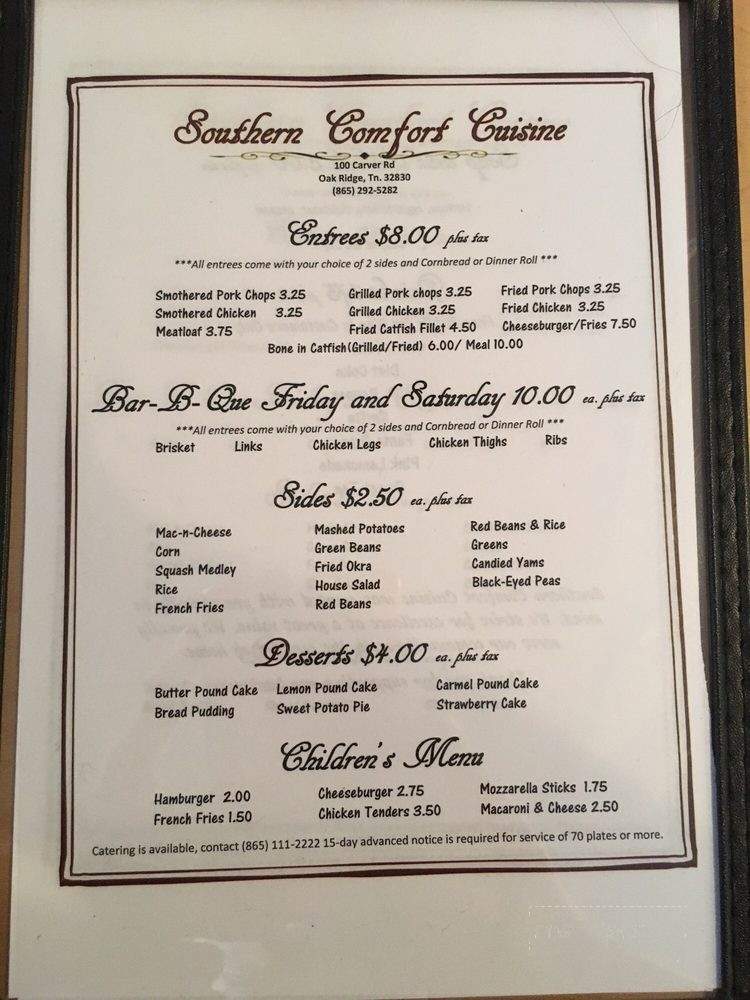 Southern Comfort Cuisine
100 Carver Rd
Oak Ridge, Tn. 32830
(865) 292-5282
Entrees $8.00 plus tax
***All entrees come with your choice of 2 sides and Cornbread or Dinner Roll ***
Smothered Pork Chops 3.25 Grilled Pork chops 3.25 Fried Pork Chops 3.25
Smothered Chicken 3.25 Grilled Chicken 3.25 Fried Chicken 3.25
Meatloaf 3.75 Fried Catfish Fillet 4.50 Cheeseburger/Fries 7.50
Bone in Catfish(Grilled/Fried) 6.00/ Meal 10.00
Bar-B-Que Friday and Saturday 10.00 ea. plus tax
***All entrees come with your choice of 2 sides and Cornbread or Dinner Roll ***
Brisket Links Chicken Legs Chicken Thighs Ribs
Sides $2.50 ea. plus tax
Mac-n-Cheese Mashed Potatoes Red Beans & Rice
Corn Green Beans Greens
Squash Medley Fried Okra Candied Yams
Rice House Salad Black-Eyed Peas
French Fries Red Beans
Desserts $4.00 ea. plus tax
Butter Pound Cake Lemon Pound Cake Carmel Pound Cake
Bread Pudding Sweet Potato Pie Strawberry Cake
Children's Menu
Hamburger 2.00 Cheeseburger 2.75 Mozzarella Sticks 1.75
French Fries 1.50 Chicken Tenders 3.50 Macaroni & Cheese 2.50
Catering is available, contact (865) 111-2222 15-day advanced notice is required for service of 70 plates or more.